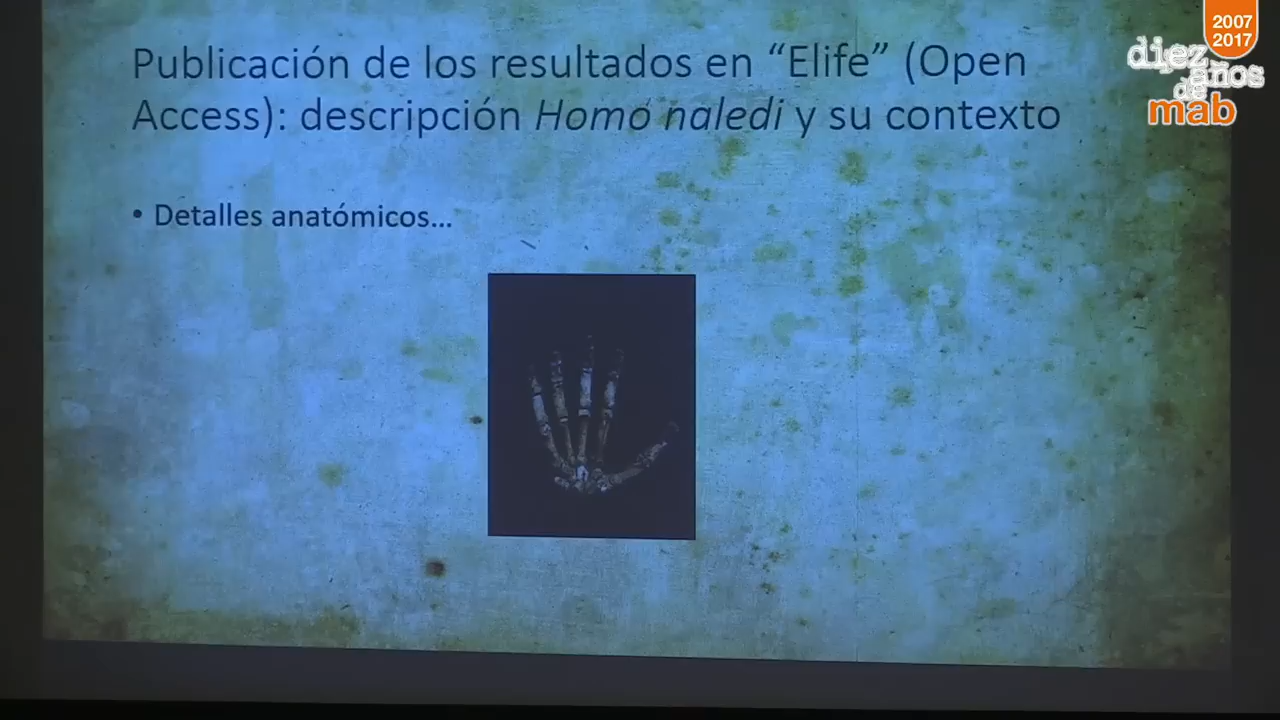 Publicación de los resultados en “Elife” (Open
Access): descripción Homo naledi y su contexto
• Detalles anatómicos...
2007
2017
diez
años
de
mab